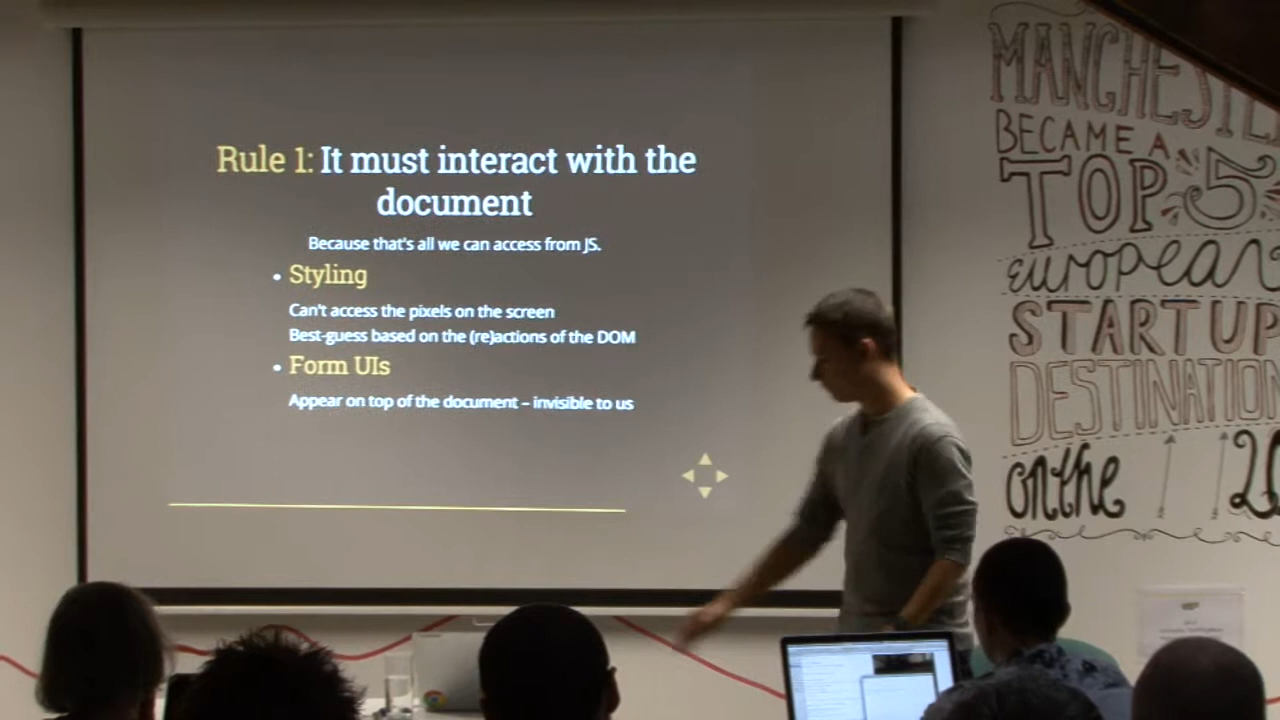 Rule 1: It must interact with the
document
Because that's all we can access from JS.
• Styling
Can't access the pixels on the screen
Best-guess based on the (re)actions of the DOM
• Form UIs
Appear on top of the document – invisible to us
MANCHESTER
BECAME A
TOP 5
european
START UP
DESTINATION
on the